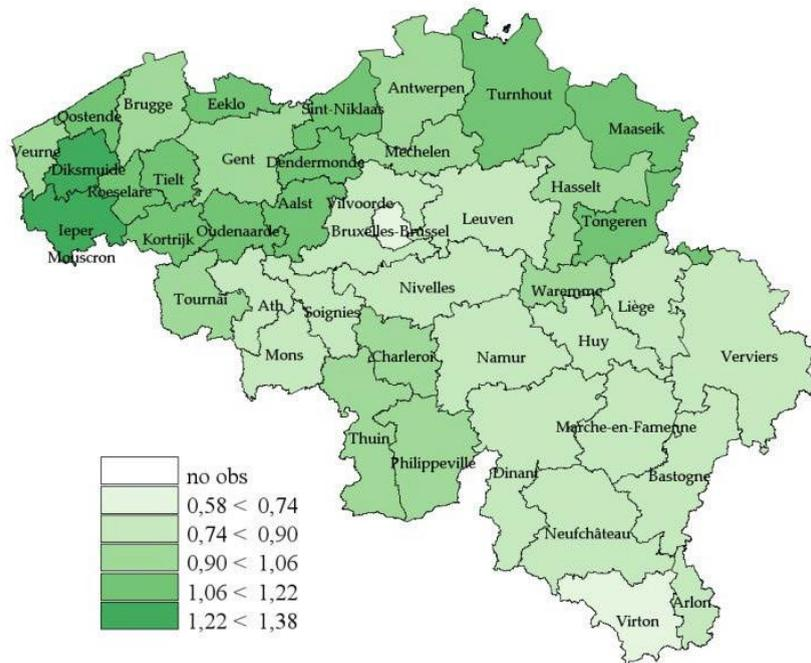 Antwerpen
Turnhout
Brugge
Eeklo
Sint-Niklaas
Oostende
Maaseik
Veurne
Gent
Mechelen
Dendermonde
Diksmuide
Tielt
Hasselt
Roeselare
Aalst
Vilvoorde
Leuven
Tongeren
Ieper
Kortrijk
Oudenaarde
Bruxelles-Brussel
Mouscron
Nivelles
Waremme
Tournai
Ath
Soignies
Liège
Huy
Mons
Charleroi
Namur
Verviers
Marche-en-Famenne
Thuin
Philippeville
Dinant
Bastogne
Neufchâteau
Arlon
Virton
no obs
0,58 < 0,74
0,74 < 0,90
0,90 < 1,06
1,06 < 1,22
1,22 < 1,38